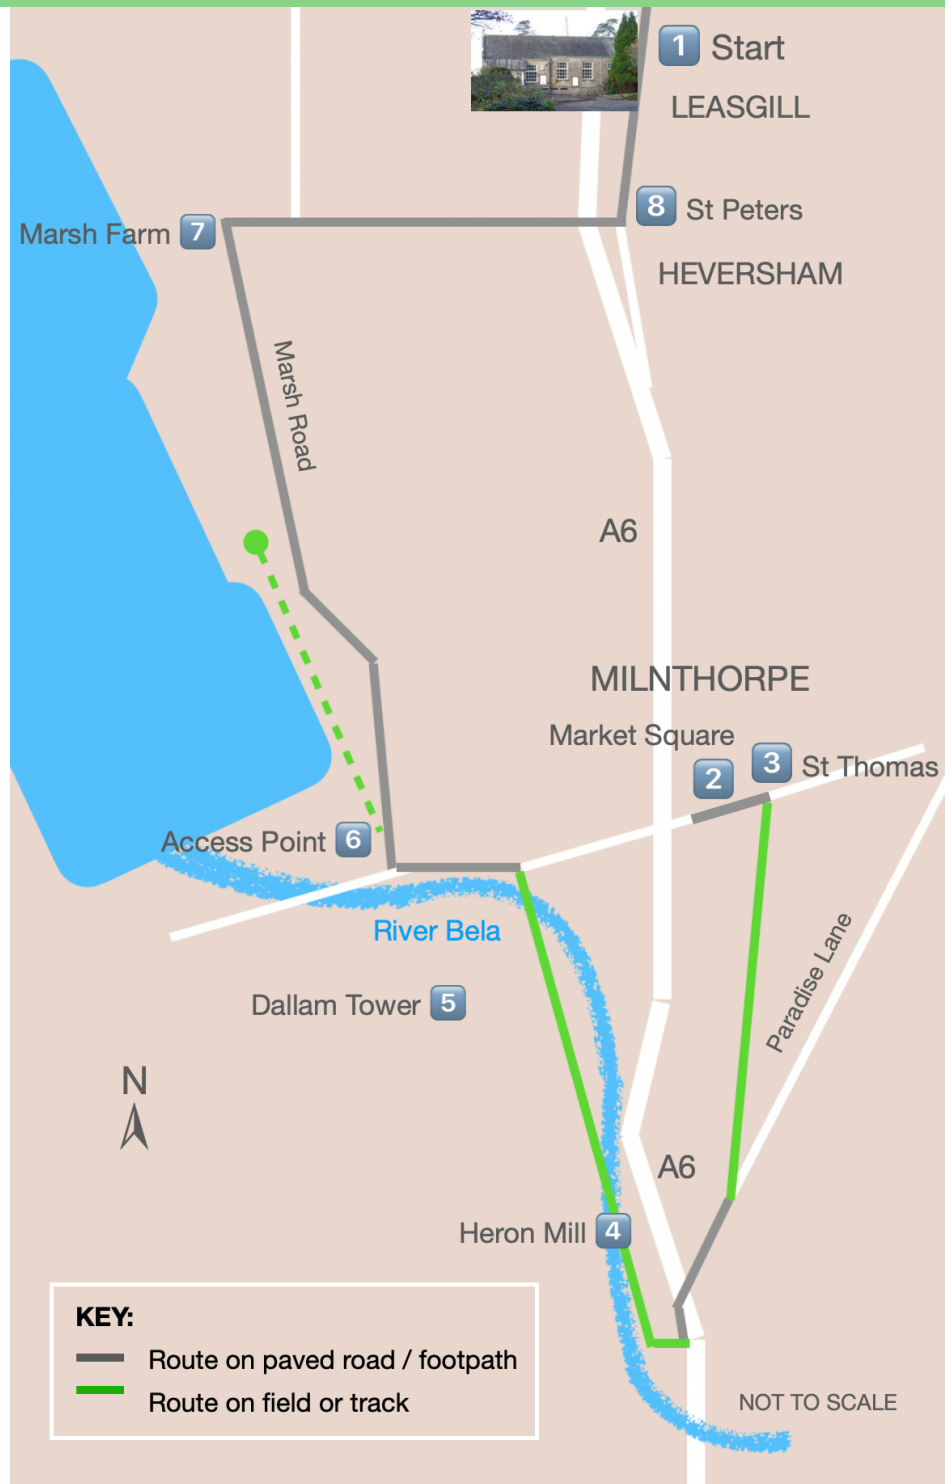 1 Start
LEASGILL
8 St Peters
Marsh Farm 7
HEVERSHAM
Marsh Road
A6
MILNTHORPE
Market Square
2
3 St Thomas
Access Point 6
River Bela
Paradise Lane
Dallam Tower 5
N
A6
Heron Mill 4
KEY:
Route on paved road / footpath
Route on field or track
NOT TO SCALE